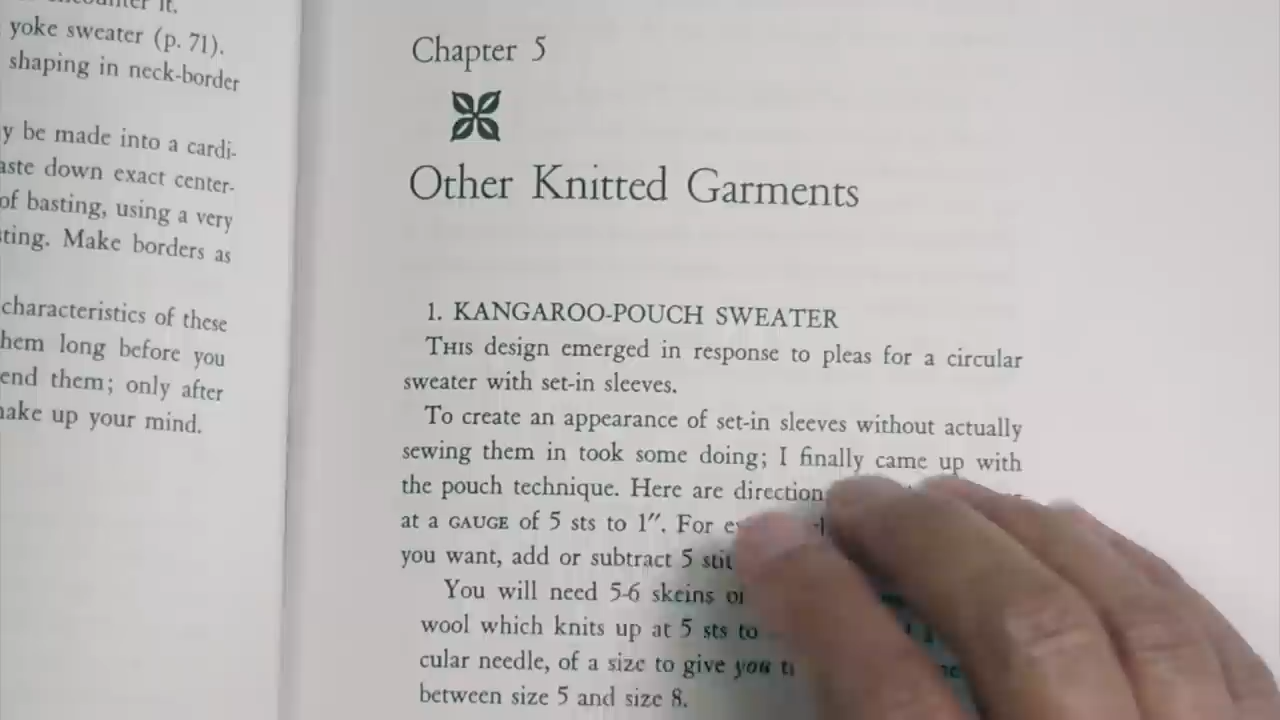 yoke sweater (p. 71).
shaping in neck-border
y be made into a cardi-
aste down exact center-
of basting, using a very
sting. Make borders as
characteristics of these
hem long before you
end them; only after
ake up your mind.
Chapter 5
Other Knitted Garments
1. KANGAROO-POUCH SWEATER
THIS design emerged in response to pleas for a circular
sweater with set-in sleeves.
To create an appearance of set-in sleeves without actually
sewing them in took some doing; I finally came up with
the pouch technique. Here are direction
at a GAUGE of 5 sts to 1″. For
you want, add or subtract 5
You will need 5-6 skeins
wool which knits up at 5 sts to
cular needle, of a size to give you
between size 5 and size 8.